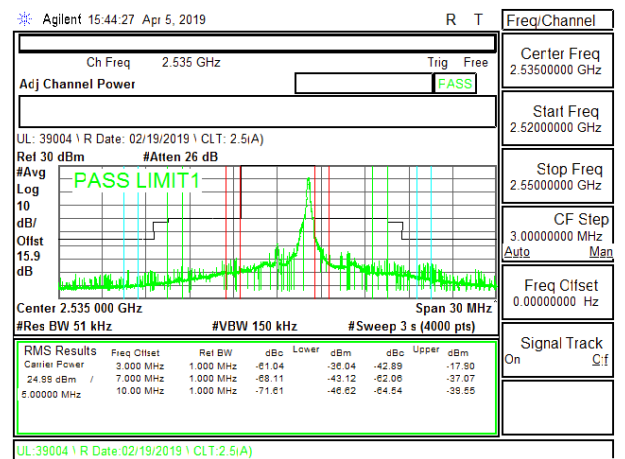 Agilent 15:44:27 Apr 5, 2019 R T
Freq/Channel
Ch Freq 2.535 GHz Trig Free
Adj Channel Power PASS
UL: 39004 \ R Date: 02/19/2019 \ CLT: 2.5(A)
Ref 30 dBm #Atten 26 dB
#Avg
Log
10
dB/
Offst
15.9
dB
PASS LIMIT1
Center 2.535 000 GHz Span 30 MHz
#Res BW 51 kHz #VBW 150 kHz #Sweep 3 s (4000 pts)
RMS Results Freq Offset Ref BW dBc Lower dBm dBc Upper dBm
Carrier Power 3.000 MHz 1.000 MHz -61.04 -36.04 -42.89 -17.90
24.99 dBm / 7.000 MHz 1.000 MHz -68.11 -43.12 -62.06 -37.07
5.00000 MHz 10.00 MHz 1.000 MHz -71.61 -46.62 -64.54 -39.55
UL:39004 \ R Date:02/19/2019 \ CLT:2.5(A)
Center Freq
2.53500000 GHz
Start Freq
2.52000000 GHz
Stop Freq
2.55000000 GHz
CF Step
3.00000000 MHz
Auto Man
Freq Offset
0.00000000 Hz
Signal Track
On Off